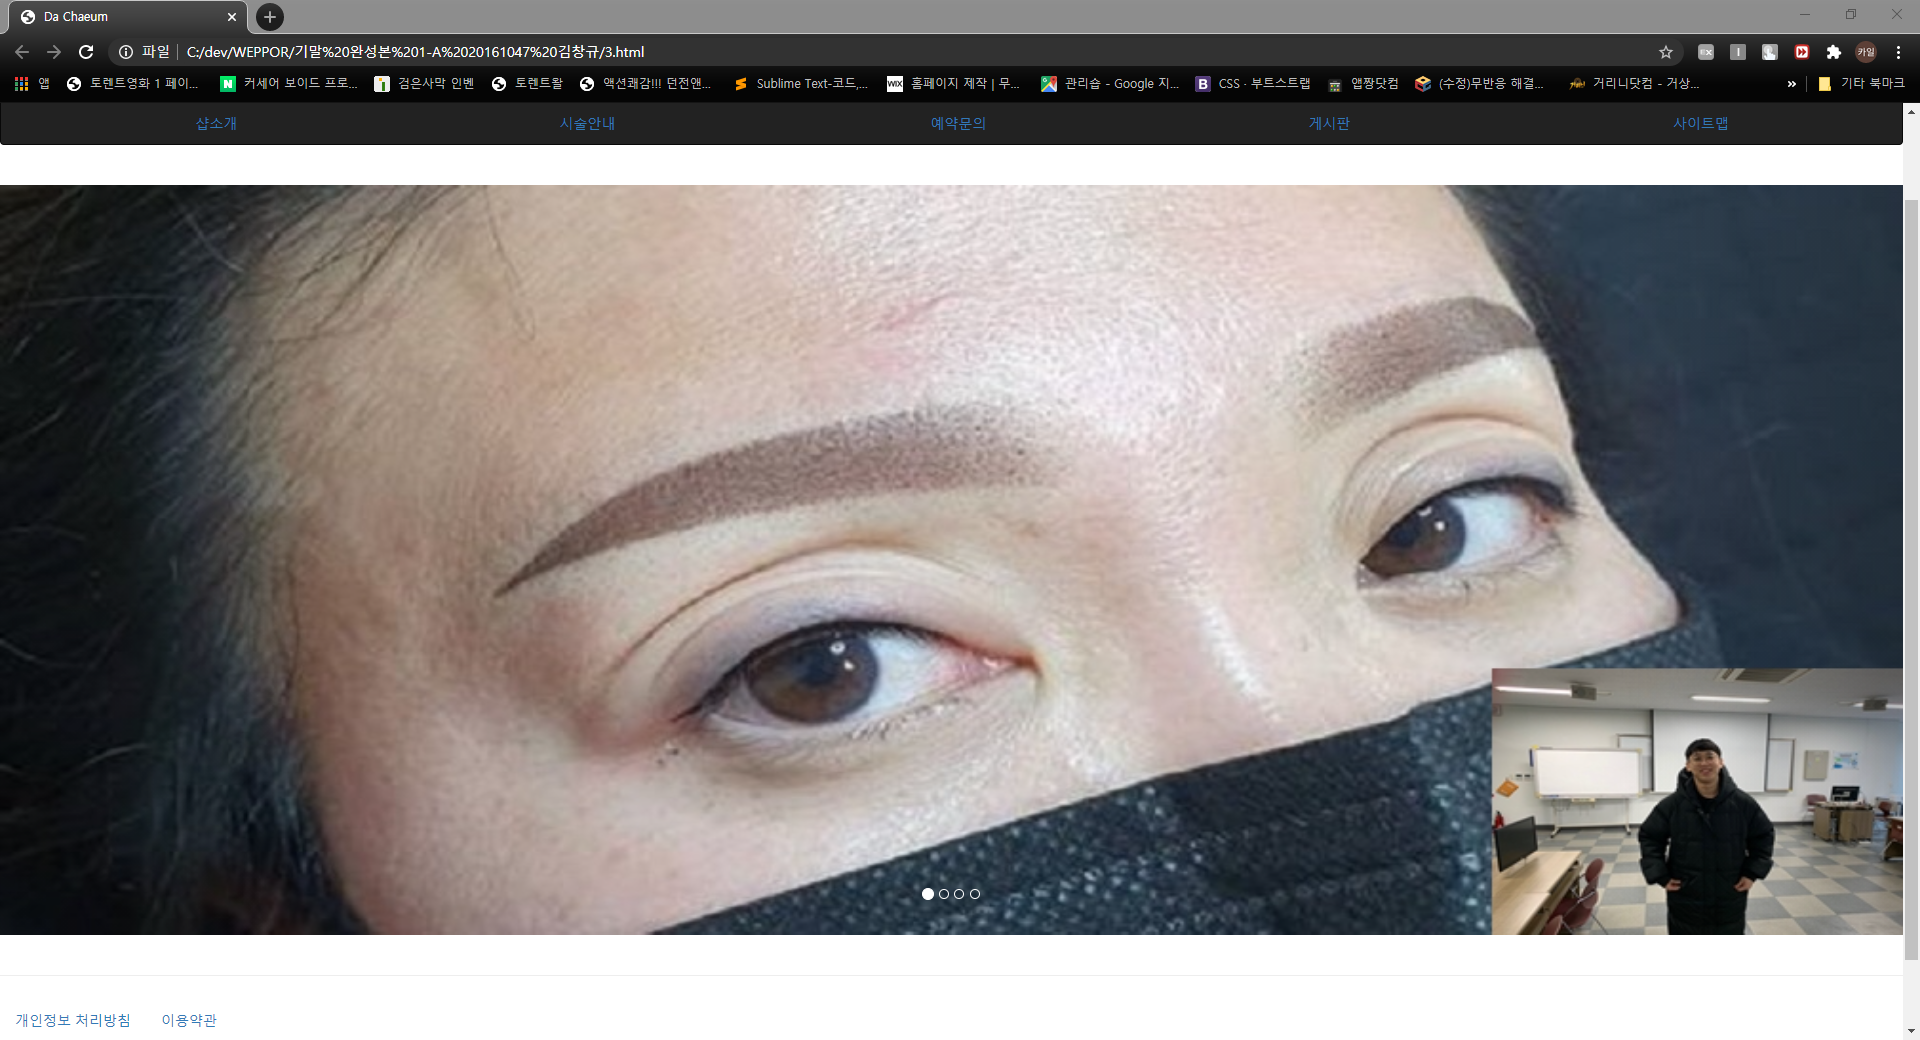 Da Chaeum
파일 C:/dev/WEPPOR/기말%20완성본%201-A%2020161047%20김창규/3.html
카일
앱 토렌트영화 1 페이... 커세어 보이드 프로... 검은사막 인벤 토렌트왈 액션쾌감!!! 던전앤... Sublime Text-코드,... WIX 홈페이지 제작 | 무... 관리숍 - Google 지... B CSS · 부트스트랩 앱짱닷컴 (수정)무반응 해결... 거리니닷컴 - 거상... » 기타 북마크
샵소개 시술안내 예약문의 게시판 사이트맵
개인정보 처리방침 이용약관